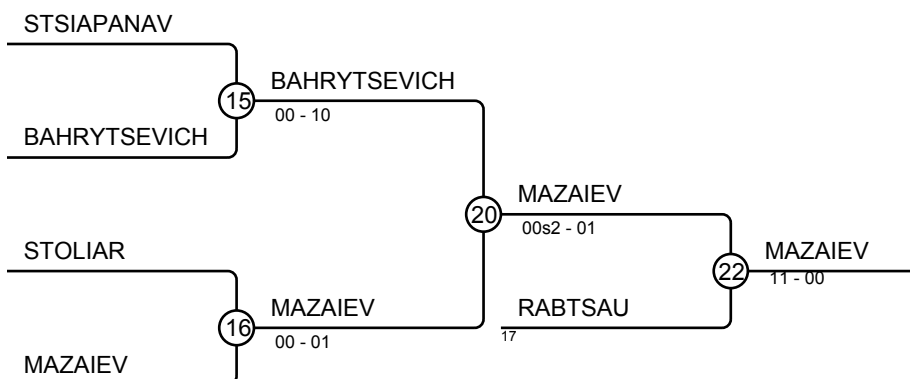 STSIAPANAV
15
BAHRYTSEVICH
00 - 10
BAHRYTSEVICH
20
MAZAIEV
00s2 - 01
STOLIAR
22
MAZAIEV
11 - 00
16
MAZAIEV
00 - 01
RABTSAU
17
MAZAIEV